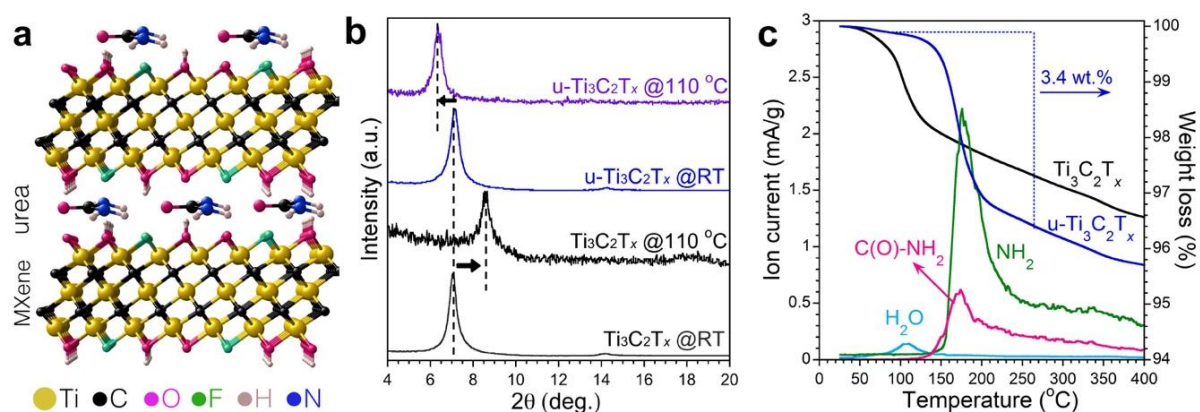 a
MXene urea
Ti C O F H N
b
Intensity (a.u.)
u-Ti₃C₂Tₓ @110 °C
u-Ti₃C₂Tₓ @RT
Ti₃C₂Tₓ @110 °C
Ti₃C₂Tₓ @RT
4 6 8 10 12 14 16 18 20
2θ (deg.)
c
Ion current (mA/g)
3
2.5
2
1.5
1
0.5
0
100
99
98
97
96
95
94
Weight loss (%)
3.4 wt.%
Ti₃C₂Tₓ
u-Ti₃C₂Tₓ
C(O)-NH₂
NH₂
H₂O
0 50 100 150 200 250 300 350 400
Temperature (°C)